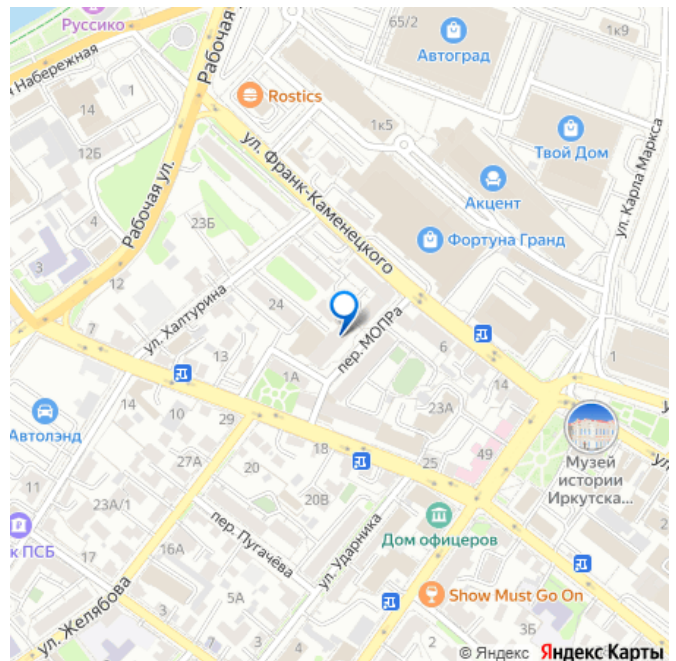 Руссико
Набережная
Рабочая
65/2
Автоград
1к9
Rostics
14
1
12б
1к5
Твой Дом
ул. Карла Маркса
ул. Франк-Каменецкого
Акцент
Рабочая ул.
4
23Б
Фортуна Гранд
3
12
ул. Халтурина
24
7
пер. МОПРа
6
1
13
1А
14
Автолэнд
14
10
29
23А
49
Музей
истории
Иркутска...
11
27А
20
18
25
23А/1
20В
Дом офицеров
2
к ПСБ
17
16А
пер. Пугачёва
ул. Ударника
5А
Show Must Go On
ул. Желябова
3
4
2
3Б
© Яндекс Яндекс Карты